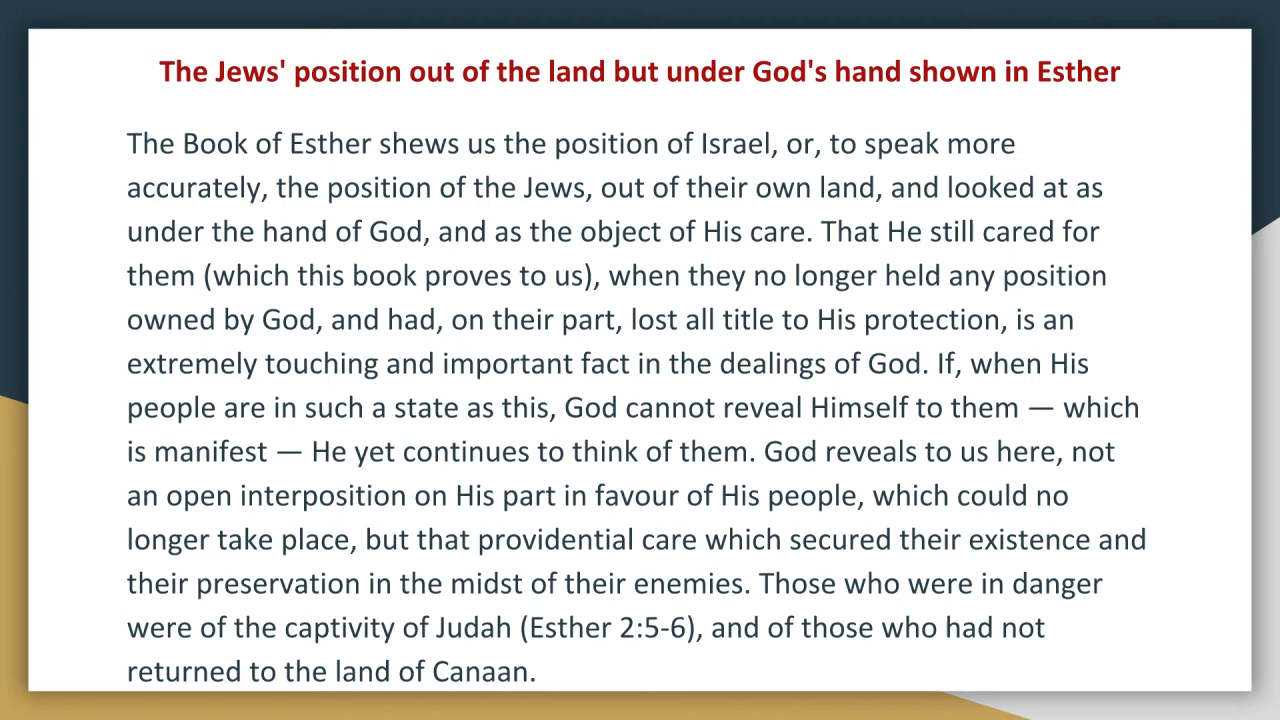 The Jews' position out of the land but under God's hand shown in Esther
The Book of Esther shews us the position of Israel, or, to speak more
accurately, the position of the Jews, out of their own land, and looked at as
under the hand of God, and as the object of His care. That He still cared for
them (which this book proves to us), when they no longer held any position
owned by God, and had, on their part, lost all title to His protection, is an
extremely touching and important fact in the dealings of God. If, when His
people are in such a state as this, God cannot reveal Himself to them — which
is manifest — He yet continues to think of them. God reveals to us here, not
an open interposition on His part in favour of His people, which could no
longer take place, but that providential care which secured their existence and
their preservation in the midst of their enemies. Those who were in danger
were of the captivity of Judah (Esther 2:5-6), and of those who had not
returned to the land of Canaan.